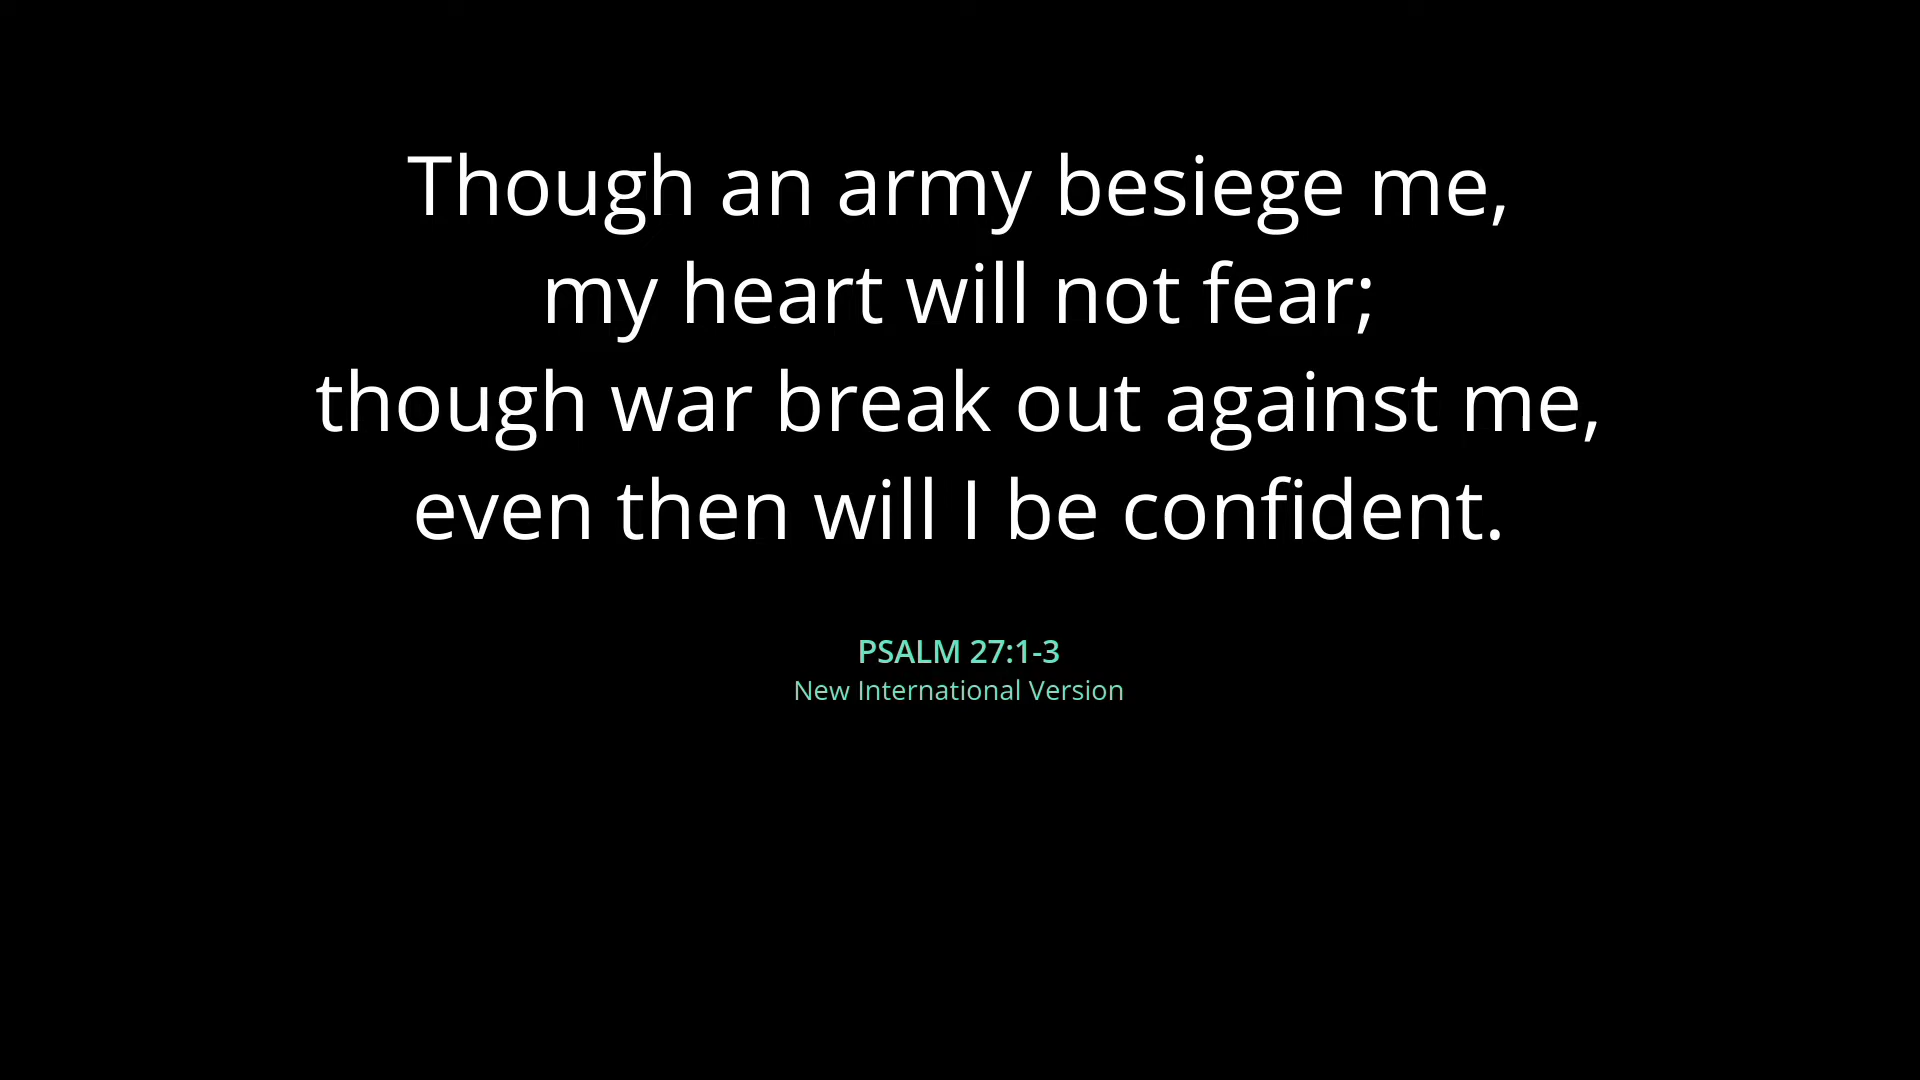 Though an army besiege me,
my heart will not fear;
though war break out against me,
even then will I be confident.
PSALM 27:1-3
New International Version